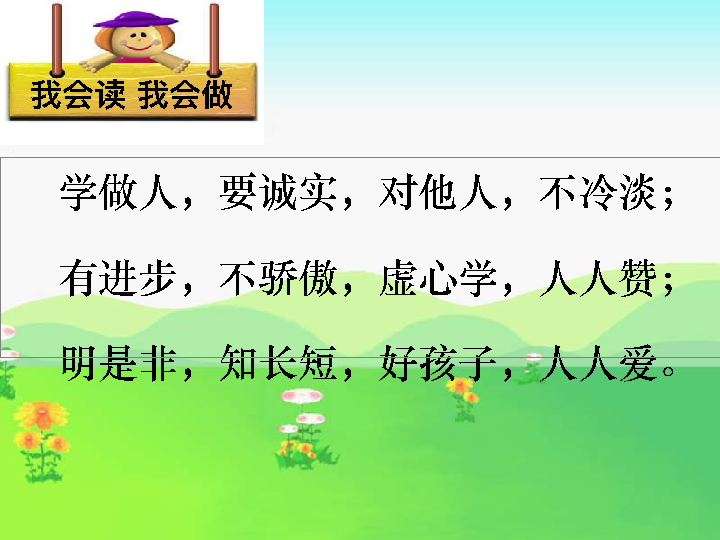 我会读 我会做
学做人，要诚实，对他人，不冷淡；
有进步，不骄傲，虚心学，人人赞；
明是非，知长短，好孩子，人人爱。